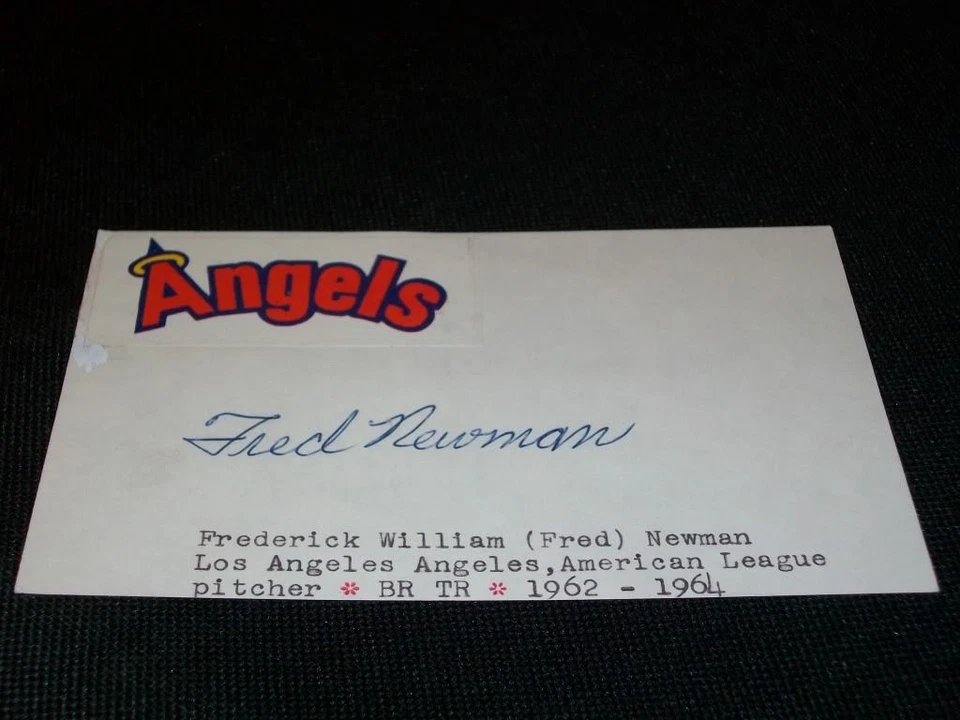 Angels
Fred Newman
Frederick William (Fred) Newman
Los Angeles Angeles,American League
pitcher * BR TR * 1962 - 1964